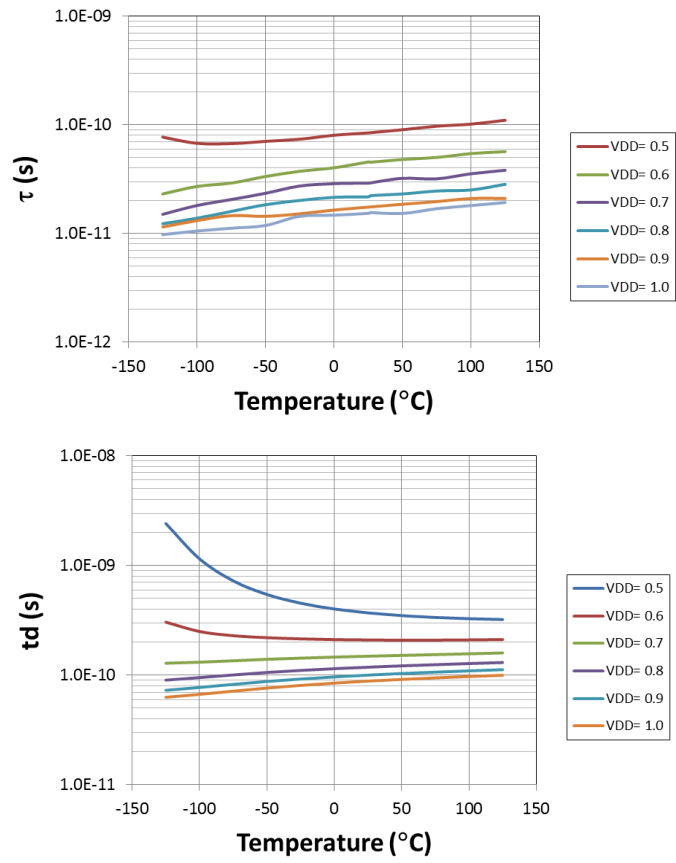 1.0E-09
1.0E-10
1.0E-11
1.0E-12
τ (s)
-150 -100 -50 0 50 100 150
Temperature (°C)
VDD= 0.5
VDD= 0.6
VDD= 0.7
VDD= 0.8
VDD= 0.9
VDD= 1.0
1.0E-08
1.0E-09
1.0E-10
1.0E-11
td (s)
-150 -100 -50 0 50 100 150
Temperature (°C)
VDD= 0.5
VDD= 0.6
VDD= 0.7
VDD= 0.8
VDD= 0.9
VDD= 1.0